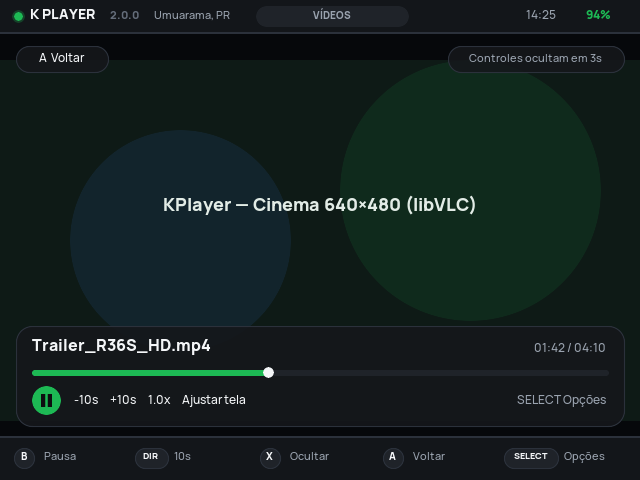 K PLAYER 2.0.0 Umuarama, PR VÍDEOS 14:25 94%
A Voltar Controles ocultam em 3s
KPlayer — Cinema 640×480 (libVLC)
Trailer_R36S_HD.mp4 01:42 / 04:10
-10s +10s 1.0x Ajustar tela SELECT Opções
B Pausa DIR 10s X Ocultar A Voltar SELECT Opções